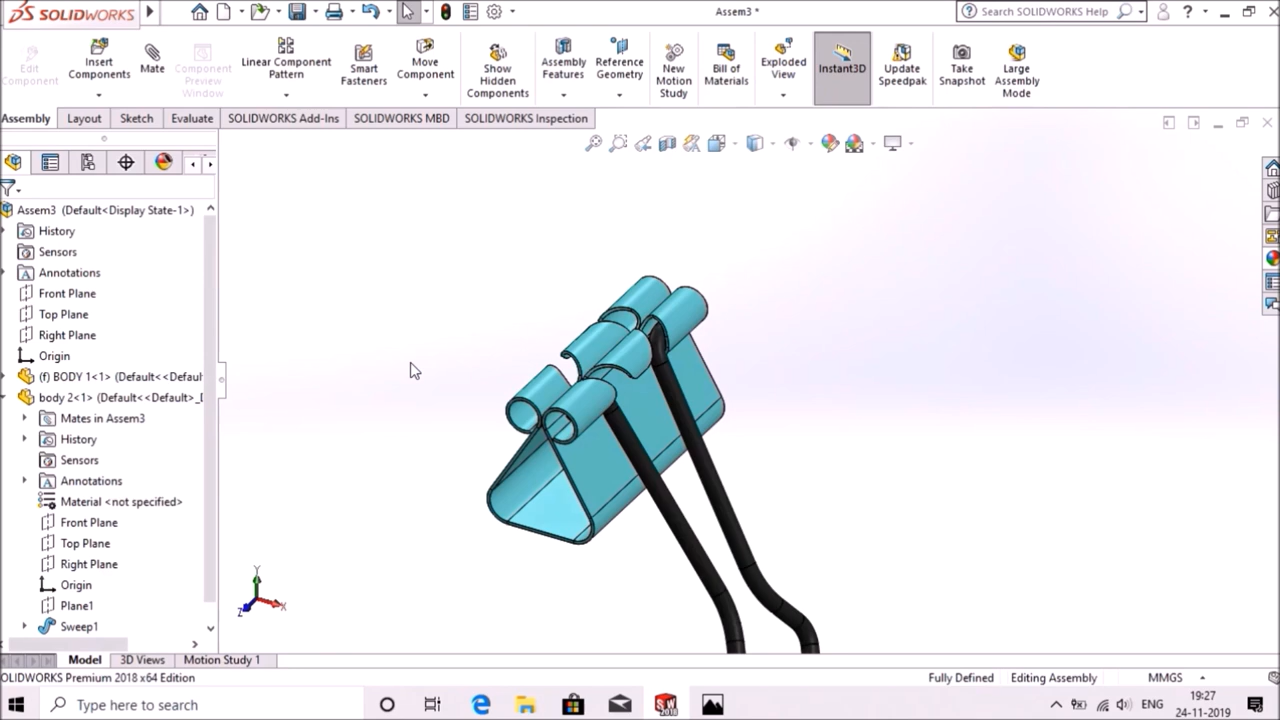 SOLIDWORKS
Assem3 *
Search SOLIDWORKS Help
?
Edit Component
Insert Components
Mate
Component Preview Window
Linear Component Pattern
Smart Fasteners
Move Component
Show Hidden Components
Assembly Features
Reference Geometry
New Motion Study
Bill of Materials
Exploded View
Instant3D
Update Speedpak
Take Snapshot
Large Assembly Mode
Assembly
Layout
Sketch
Evaluate
SOLIDWORKS Add-Ins
SOLIDWORKS MBD
SOLIDWORKS Inspection
Assem3 (Default<Display State-1>)
History
Sensors
Annotations
Front Plane
Top Plane
Right Plane
Origin
(f) BODY 1<1> (Default<<Defaul
body 2<1> (Default<<Default>_D
Mates in Assem3
History
Sensors
Annotations
Material <not specified>
Front Plane
Top Plane
Right Plane
Origin
Plane1
Sweep1
Y
Z
X
Model
3D Views
Motion Study 1
OLIDWORKS Premium 2018 x64 Edition
Fully Defined
Editing Assembly
MMGS
Type here to search
SW
2018
ENG
19:27
24-11-2019